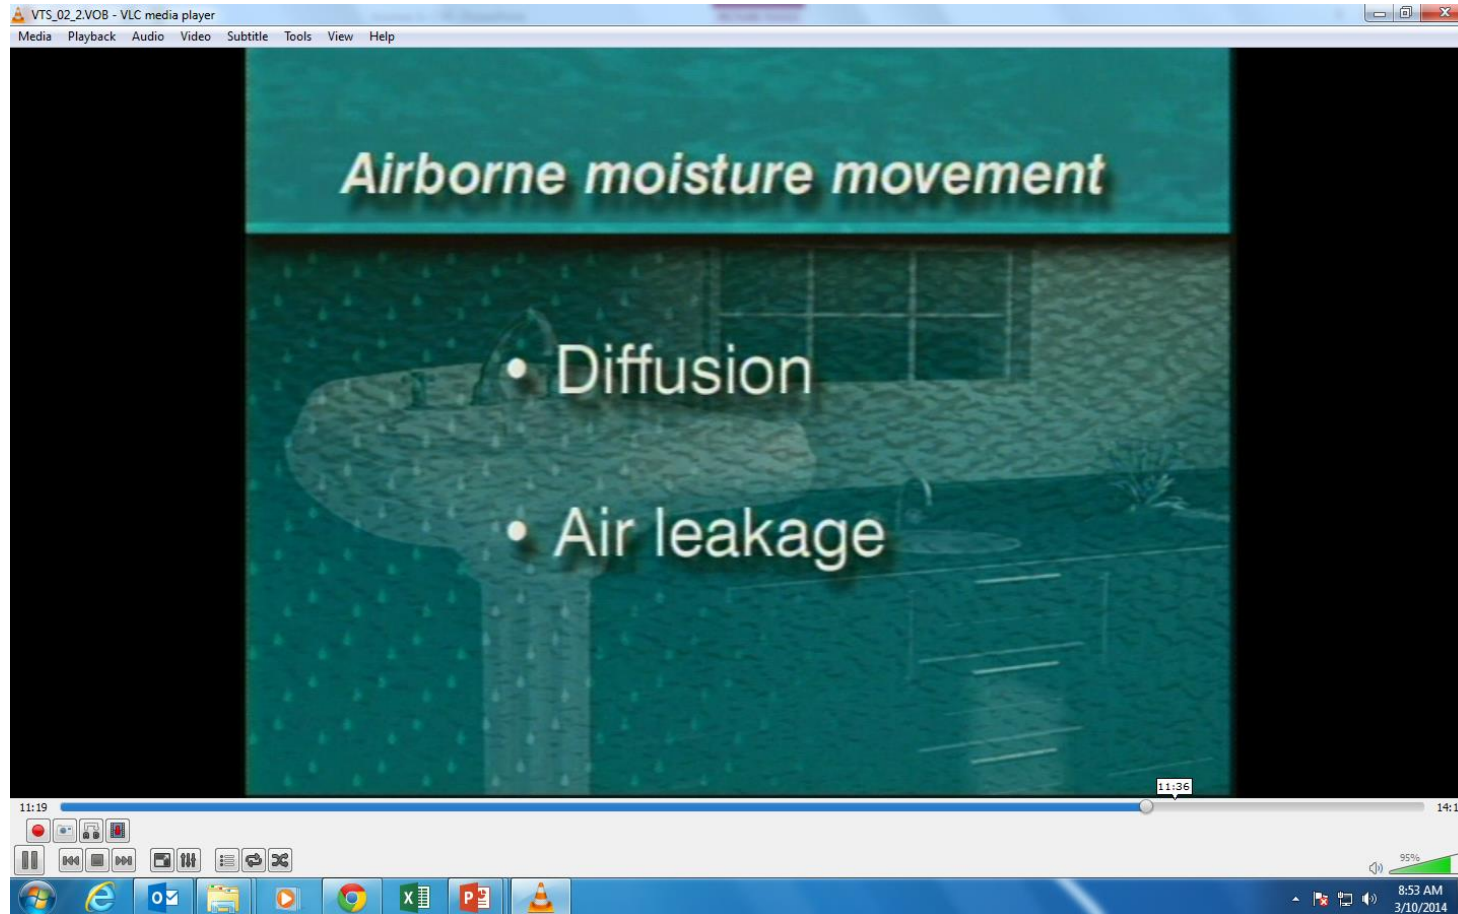 VTS_02_2.VOB - VLC media player
Media Playback Audio Video Subtitle Tools View Help
Airborne moisture movement
• Diffusion
• Air leakage
11:36
11:19
95%
8:53 AM
3/10/2014